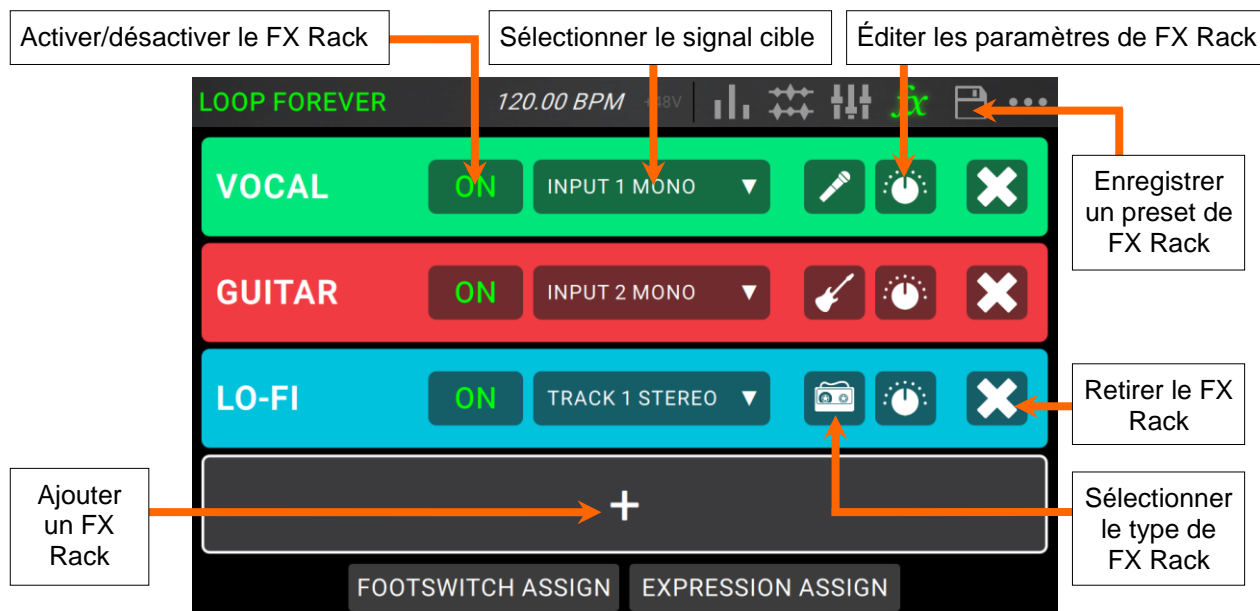 Activer/désactiver le FX Rack
Sélectionner le signal cible
Éditer les paramètres de FX Rack
LOOP FOREVER
120.00 BPM
+48V
fx
VOCAL
ON
INPUT 1 MONO
Enregistrer
un preset de
FX Rack
GUITAR
ON
INPUT 2 MONO
LO-FI
ON
TRACK 1 STEREO
Retirer le FX
Rack
Ajouter
un FX
Rack
+
Sélectionner
le type de
FX Rack
FOOTSWITCH ASSIGN
EXPRESSION ASSIGN